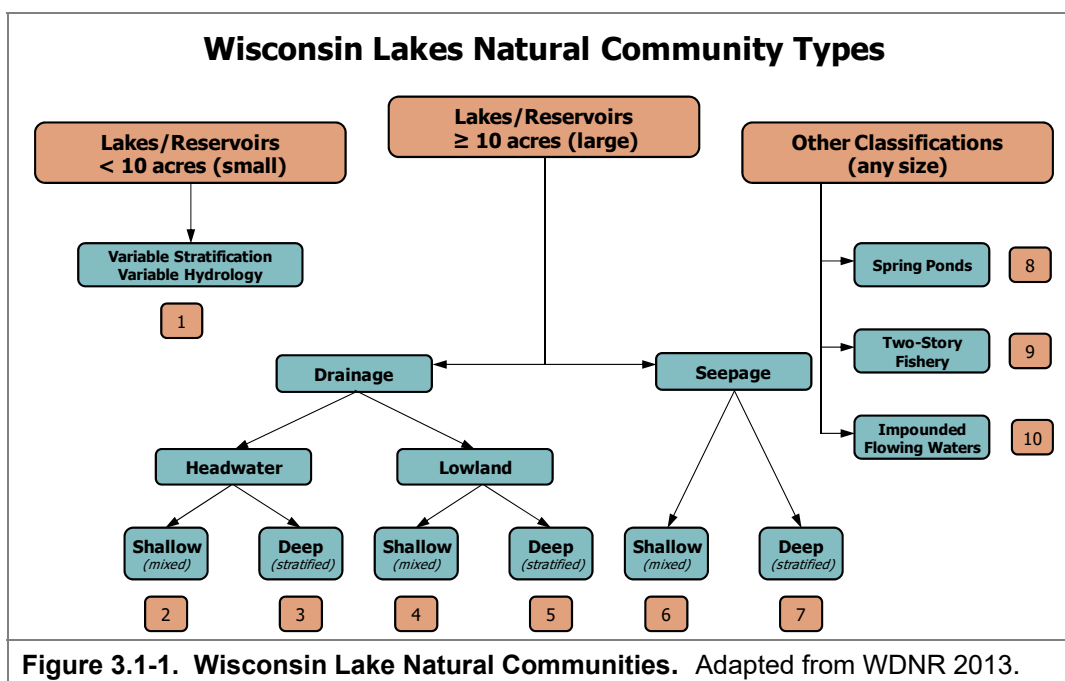 Wisconsin Lakes Natural Community Types
Lakes/Reservoirs
< 10 acres (small)
Lakes/Reservoirs
≥ 10 acres (large)
Other Classifications
(any size)
Variable Stratification
Variable Hydrology
1
Spring Ponds
8
Two-Story
Fishery
9
Impounded
Flowing Waters
10
Drainage
Seepage
Headwater
Lowland
Shallow
(mixed)
Deep
(stratified)
Shallow
(mixed)
Deep
(stratified)
Shallow
(mixed)
Deep
(stratified)
2
3
4
5
6
7
Figure 3.1-1. Wisconsin Lake Natural Communities. Adapted from WDNR 2013.